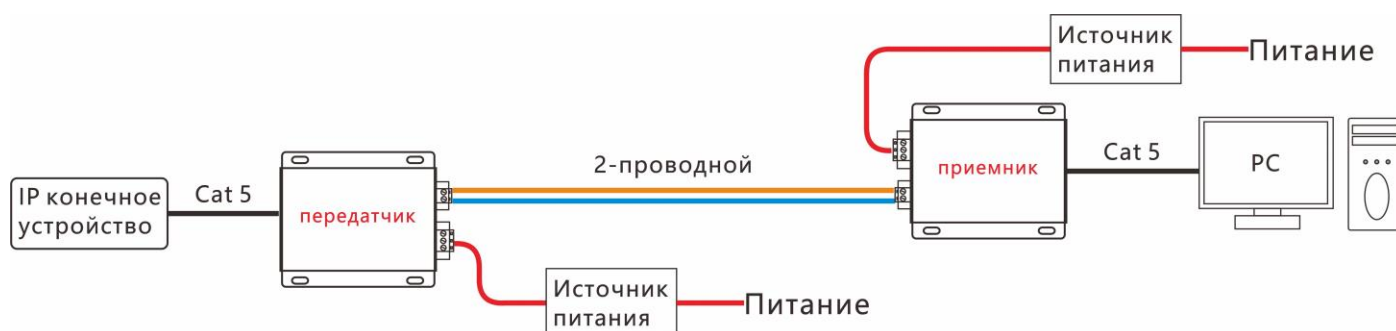 Источник
питания
Питание
2-проводной
Cat 5
приемник
PC
IP конечное
устройство
Cat 5
передатчик
Источник
питания
Питание